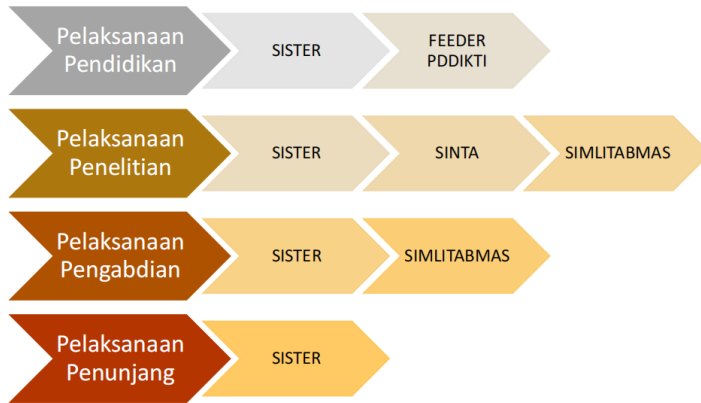 Pelaksanaan
Pendidikan
SISTER
FEEDER
PDDIKTI
Pelaksanaan
Penelitian
SISTER
SINTA
SIMLITABMAS
Pelaksanaan
Pengabdian
SISTER
SIMLITABMAS
Pelaksanaan
Penunjang
SISTER